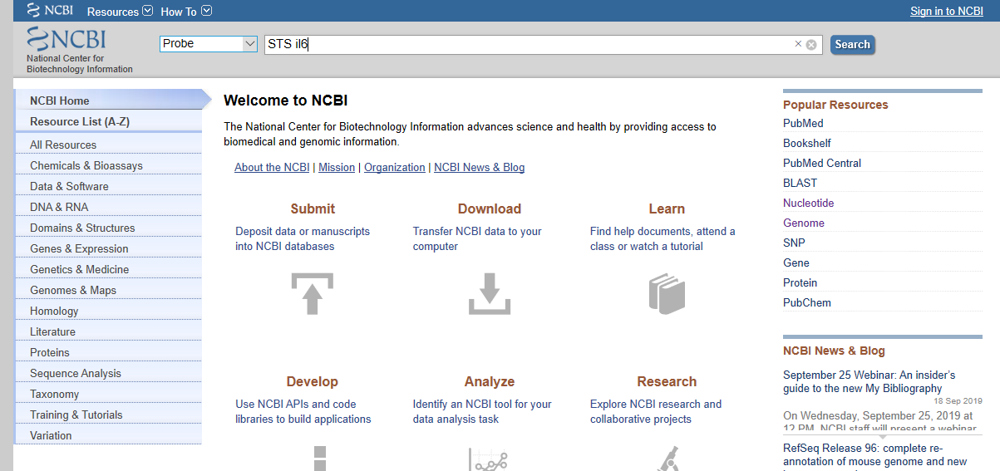 NCBI Resources How To Sign in to NCBI
NCBI
National Center for
Biotechnology Information
Probe STS il6 × Search
NCBI Home
Resource List (A-Z)
All Resources
Chemicals & Bioassays
Data & Software
DNA & RNA
Domains & Structures
Genes & Expression
Genetics & Medicine
Genomes & Maps
Homology
Literature
Proteins
Sequence Analysis
Taxonomy
Training & Tutorials
Variation
Welcome to NCBI
The National Center for Biotechnology Information advances science and health by providing access to
biomedical and genomic information.
About the NCBI | Mission | Organization | NCBI News & Blog
Submit
Deposit data or manuscripts
into NCBI databases
Download
Transfer NCBI data to your
computer
Learn
Find help documents, attend a
class or watch a tutorial
Develop
Use NCBI APIs and code
libraries to build applications
Analyze
Identify an NCBI tool for your
data analysis task
Research
Explore NCBI research and
collaborative projects
Popular Resources
PubMed
Bookshelf
PubMed Central
BLAST
Nucleotide
Genome
SNP
Gene
Protein
PubChem
NCBI News & Blog
September 25 Webinar: An insider's
guide to the new My Bibliography
18 Sep 2019
On Wednesday, September 25, 2019 at
12 PM, NCBI staff will present a webinar
RefSeq Release 96: complete re-
annotation of mouse genome and new